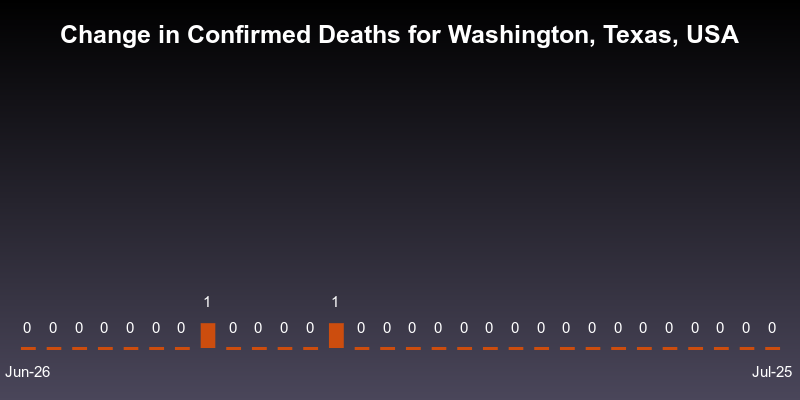 Change in Confirmed Deaths for Washington, Texas, USA
1 1
0 0 0 0 0 0 0 0 0 0 0 0 0 0 0 0 0 0 0 0 0 0 0 0 0 0 0 0
Jun-26 Jul-25